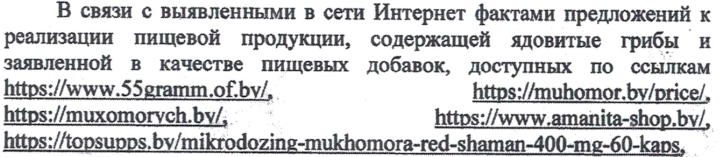 В связи с выявленными в сети Интернет фактами предложений к
реализации пищевой продукции, содержащей ядовитые грибы и
заявленной в качестве пищевых добавок, доступных по ссылкам
https://www.55gramm.of.by/, https://muhomor.by/price/,
https://muxomorych.by/, https://www.amanita-shop.by/,
https://topsupps.by/mikrodozing-mukhomora-red-shaman-400-mg-60-kaps,